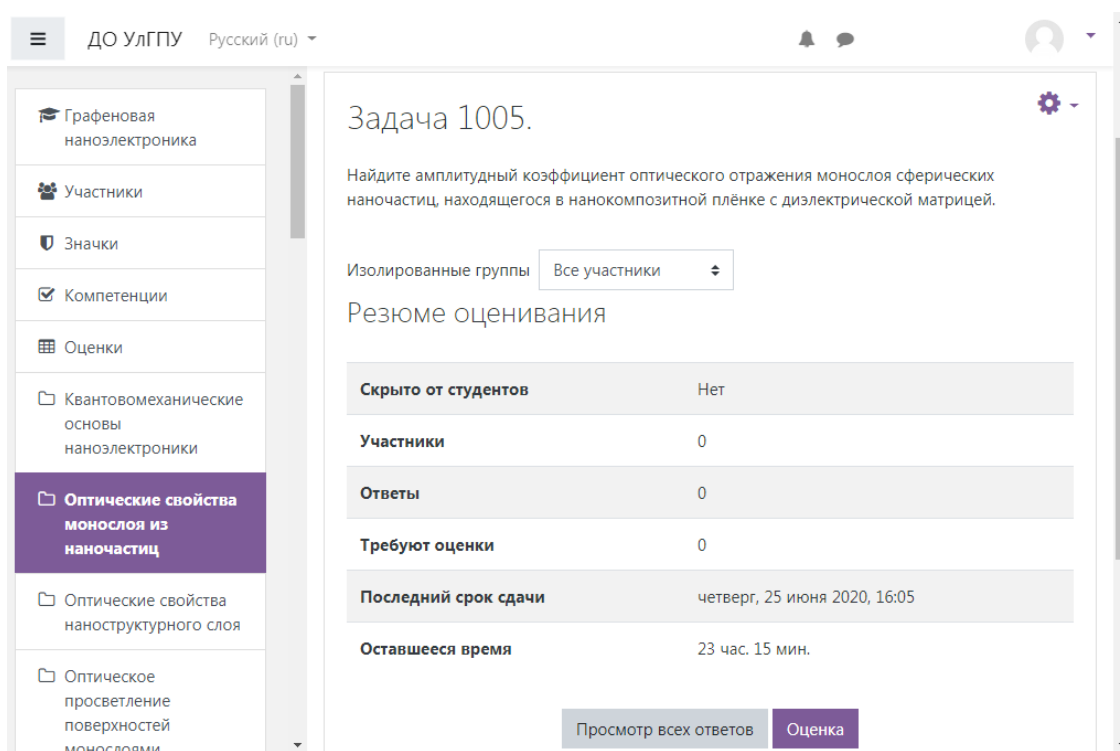 ДО УлГПУ Русский (ru)
Графеновая
наноэлектроника
Участники
Значки
Компетенции
Оценки
Квантовомеханические
основы
наноэлектроники
Оптические свойства
монослоя из
наночастиц
Оптические свойства
наноструктурного слоя
Оптическое
просветление
поверхностей
монослоями
Задача 1005.
Найдите амплитудный коэффициент оптического отражения монослоя сферических
наночастиц, находящегося в нанокомпозитной плёнке с диэлектрической матрицей.
Изолированные группы Все участники
Резюме оценивания
Скрыто от студентов Нет
Участники 0
Ответы 0
Требуют оценки 0
Последний срок сдачи четверг, 25 июня 2020, 16:05
Оставшееся время 23 час. 15 мин.
Просмотр всех ответов Оценка